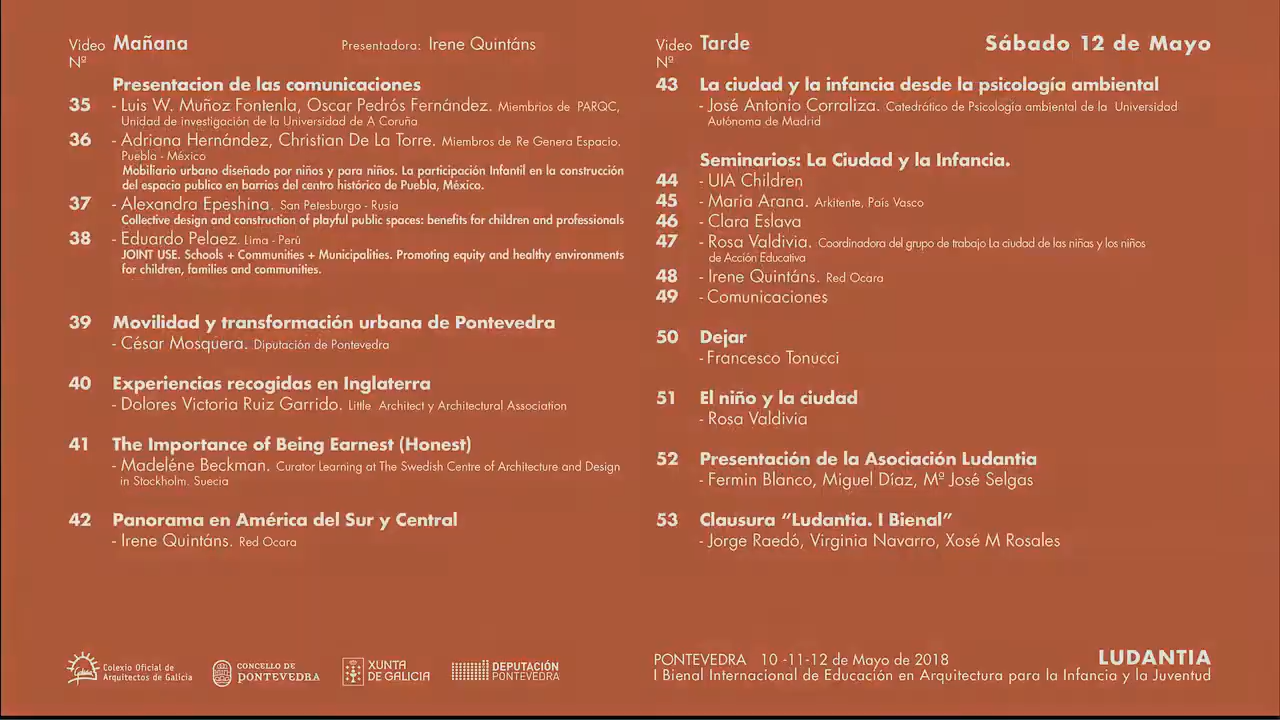 Video Mañana Presentadora: Irene Quintáns
Nº
Presentacion de las comunicaciones
35 - Luis W. Muñoz Fontenla, Oscar Pedrós Fernández. Miembrios de PARQC,
Unidad de investigación de la Universidad de A Coruña
36 - Adriana Hernández, Christian De La Torre. Miembros de Re Genera Espacio.
Puebla - México
Mobiliario urbano diseñado por niños y para niños. La participación Infantil en la construcción
del espacio publico en barrios del centro histórica de Puebla, México.
37 - Alexandra Epeshina. San Petesburgo - Rusia
Collective design and construction of playful public spaces: benefits for children and professionals
38 - Eduardo Pelaez. Lima - Perù
JOINT USE. Schools + Communities + Municipalities. Promoting equity and healthy environments
for children, families and communities.
39 Movilidad y transformación urbana de Pontevedra
- César Mosquera. Diputación de Pontevedra
40 Experiencias recogidas en Inglaterra
- Dolores Victoria Ruiz Garrido. Little Architect y Architectural Association
41 The Importance of Being Earnest (Honest)
- Madeléne Beckman. Curator Learning at The Swedish Centre of Architecture and Design
in Stockholm. Suecia
42 Panorama en América del Sur y Central
- Irene Quintáns. Red Ocara
Video Tarde Sábado 12 de Mayo
Nº
43 La ciudad y la infancia desde la psicología ambiental
- José Antonio Corraliza. Catedrático de Psicología ambiental de la Universidad
Autónoma de Madrid
Seminarios: La Ciudad y la Infancia.
44 - UIA Children
45 - Maria Arana. Arkitente, País Vasco
46 - Clara Eslava
47 - Rosa Valdivia. Coordinadora del grupo de trabajo La ciudad de las niñas y los niños
de Acción Educativa
48 - Irene Quintáns. Red Ocara
49 - Comunicaciones
50 Dejar
- Francesco Tonucci
51 El niño y la ciudad
- Rosa Valdivia
52 Presentación de la Asociación Ludantia
- Fermin Blanco, Miguel Díaz, Mª José Selgas
53 Clausura “Ludantia. I Bienal”
- Jorge Raedó, Virginia Navarro, Xosé M Rosales
Colexio Oficial de
Arquitectos de Galicia
CONCELLO DE
PONTEVEDRA
XUNTA
DE GALICIA
DEPUTACIÓN
PONTEVEDRA
PONTEVEDRA 10 -11-12 de Mayo de 2018 LUDANTIA
I Bienal Internacional de Educación en Arquitectura para la Infancia y la Juventud